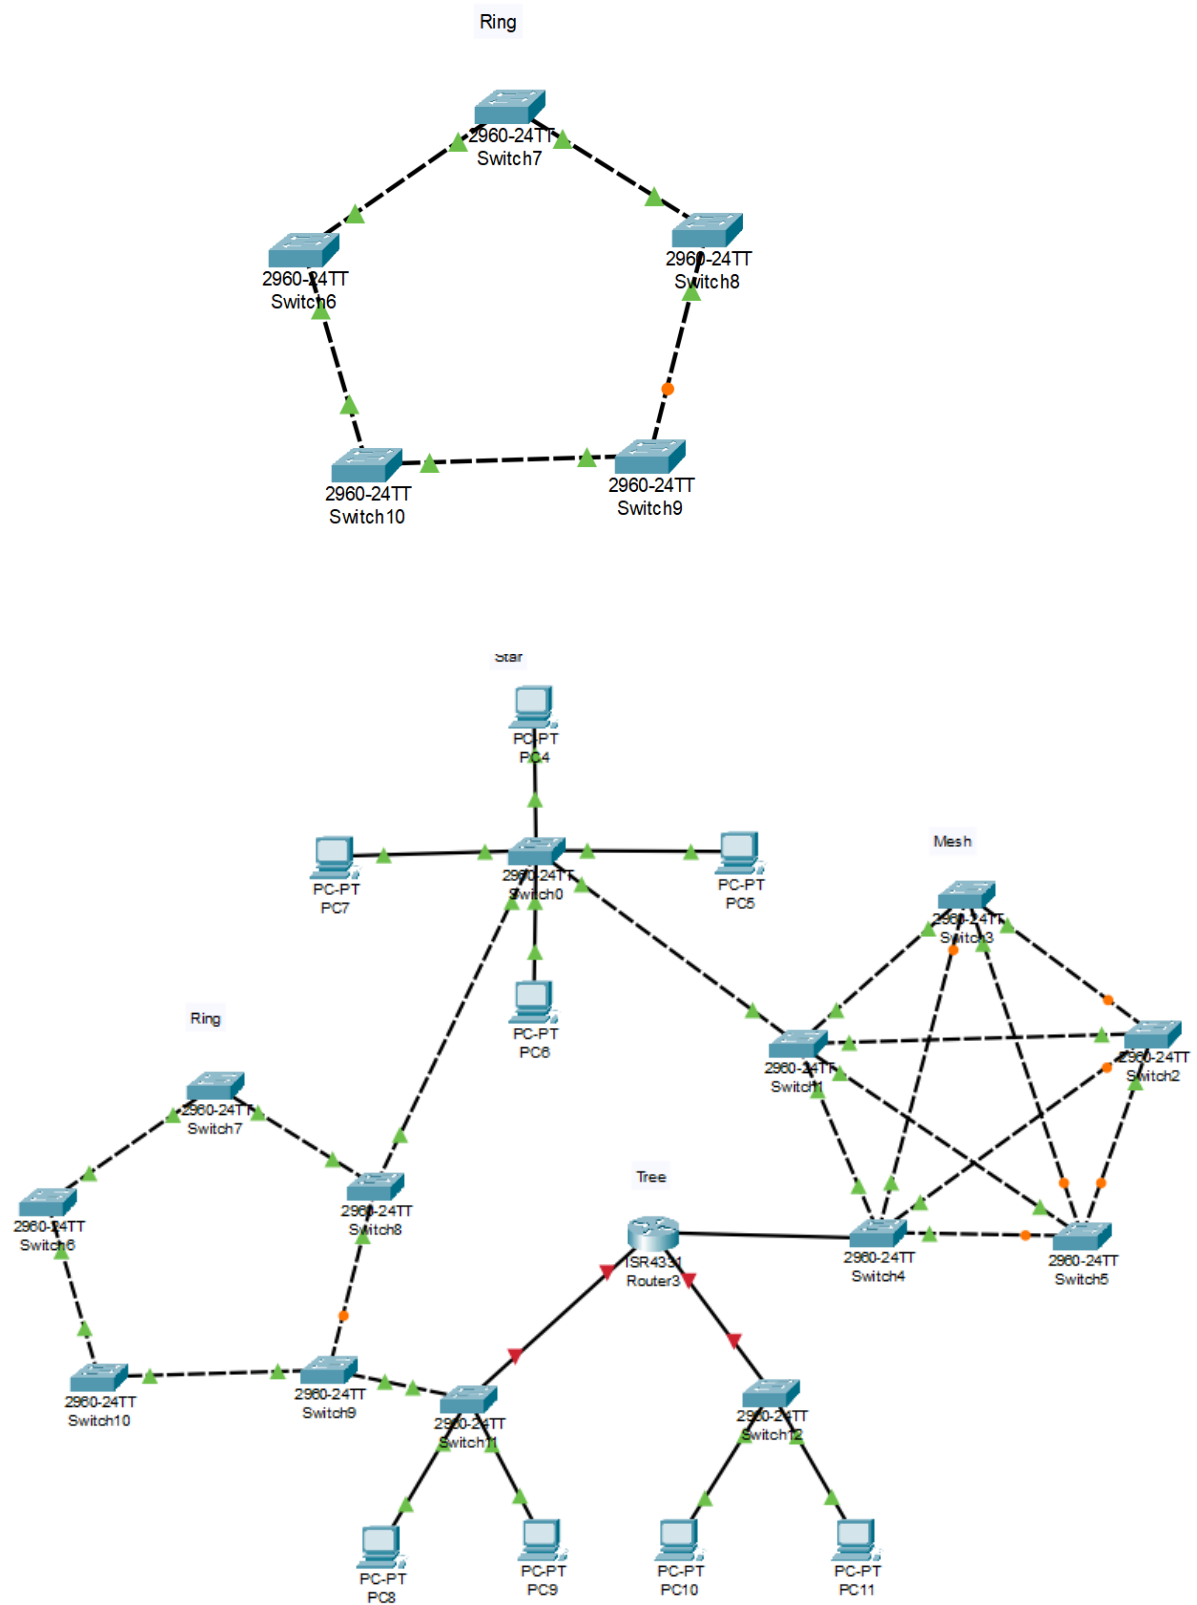 Ring
2960-24TT
Switch7
2960-24TT
Switch8
2960-24TT
Switch6
2960-24TT
Switch10
2960-24TT
Switch9
Star
PC-PT
PC4
PC-PT
PC7
2960-24TT
Switch0
PC-PT
PC5
PC-PT
PC6
Mesh
2960-24TT
Switch3
2960-24TT
Switch1
2960-24TT
Switch2
2960-24TT
Switch4
2960-24TT
Switch5
Ring
2960-24TT
Switch7
2960-24TT
Switch8
2960-24TT
Switch6
2960-24TT
Switch10
2960-24TT
Switch9
Tree
ISR4331
Router3
2960-24TT
Switch11
2960-24TT
Switch12
PC-PT
PC8
PC-PT
PC9
PC-PT
PC10
PC-PT
PC11